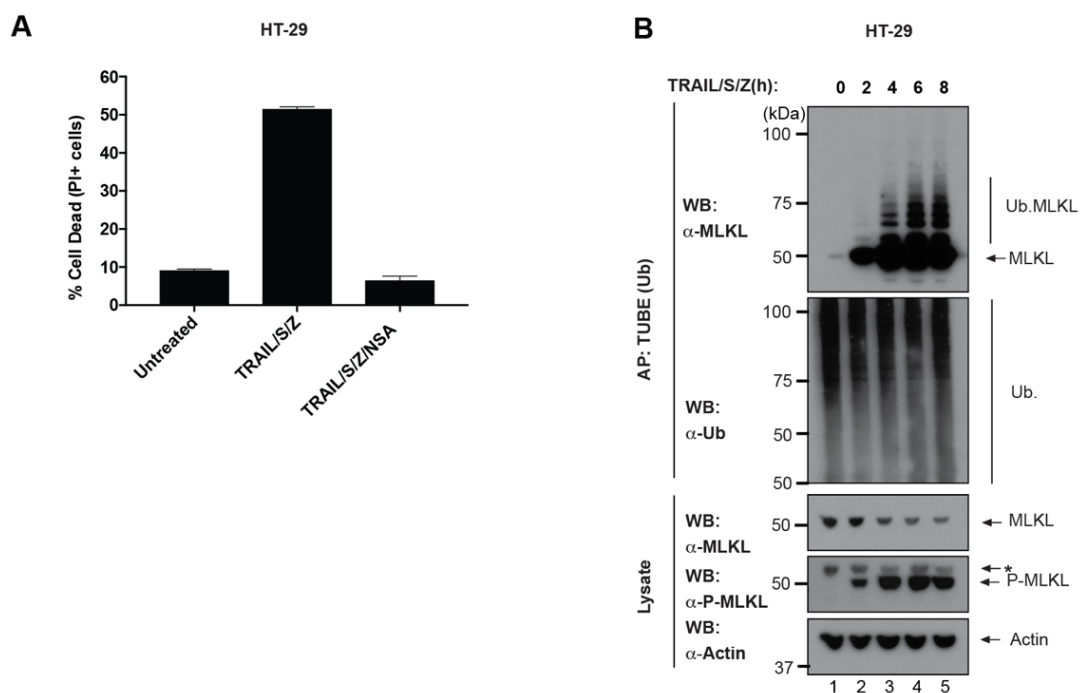 A
HT-29
% Cell Dead (PI+ cells)
60
50
40
30
20
10
0
Untreated
TRAIL/S/Z
TRAIL/S/Z/NSA
B
HT-29
TRAIL/S/Z(h): 0 2 4 6 8
(kDa)
AP: TUBE (Ub)
WB:
α-MLKL
100
75
50
Ub.MLKL
MLKL
WB:
α-Ub
100
75
50
50
Ub.
Lysate
WB:
α-MLKL
50
MLKL
WB:
α-P-MLKL
50
*
P-MLKL
WB:
α-Actin
37
Actin
1 2 3 4 5